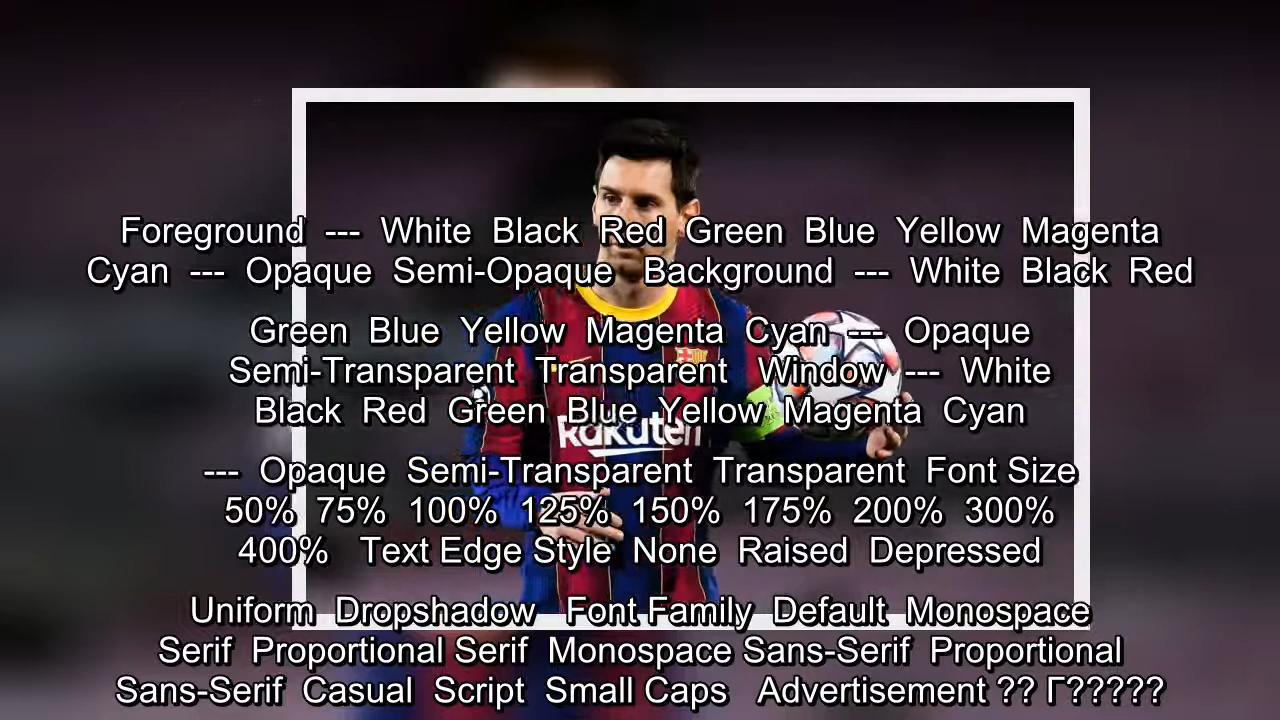 Foreground --- White Black Red Green Blue Yellow Magenta
Cyan --- Opaque Semi-Opaque Background --- White Black Red
Green Blue Yellow Magenta Cyan --- Opaque
Semi-Transparent Transparent Window --- White
Black Red Green Blue Yellow Magenta Cyan
Rakuten
--- Opaque Semi-Transparent Transparent Font Size
50% 75% 100% 125% 150% 175% 200% 300%
400% Text Edge Style None Raised Depressed
Uniform Dropshadow Font Family Default Monospace
Serif Proportional Serif Monospace Sans-Serif Proportional
Sans-Serif Casual Script Small Caps Advertisement ?? Г?????